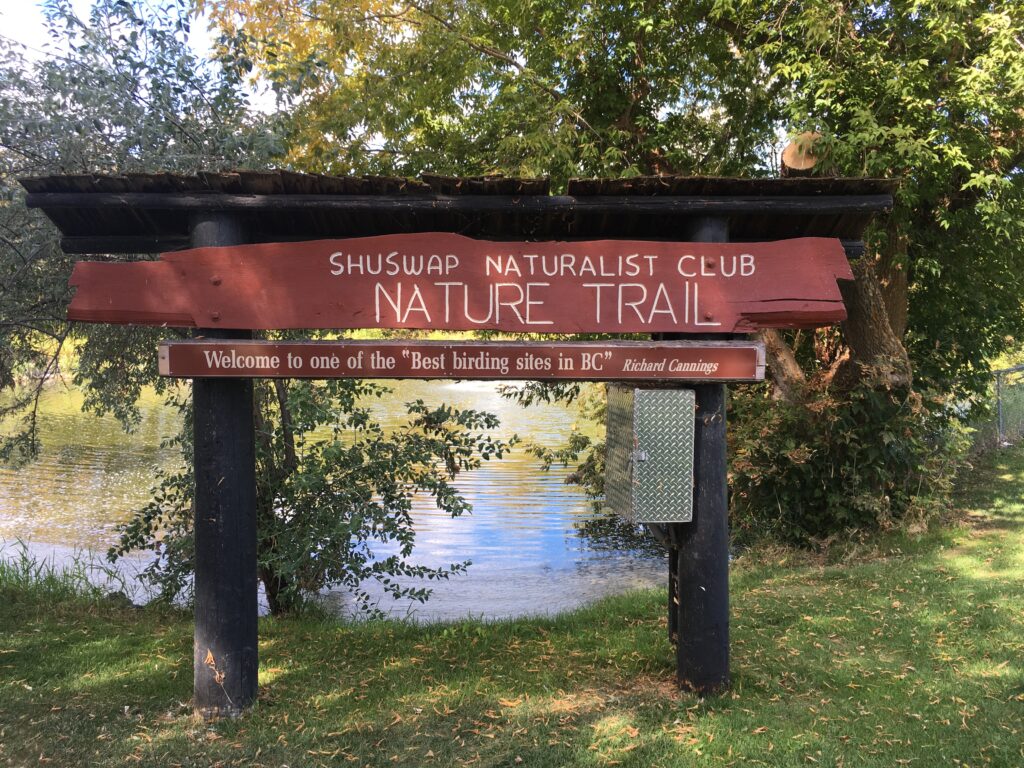 SHUSWAP NATURALIST CLUB
NATURE TRAIL
Welcome to one of the "Best birding sites in BC" Richard Cannings